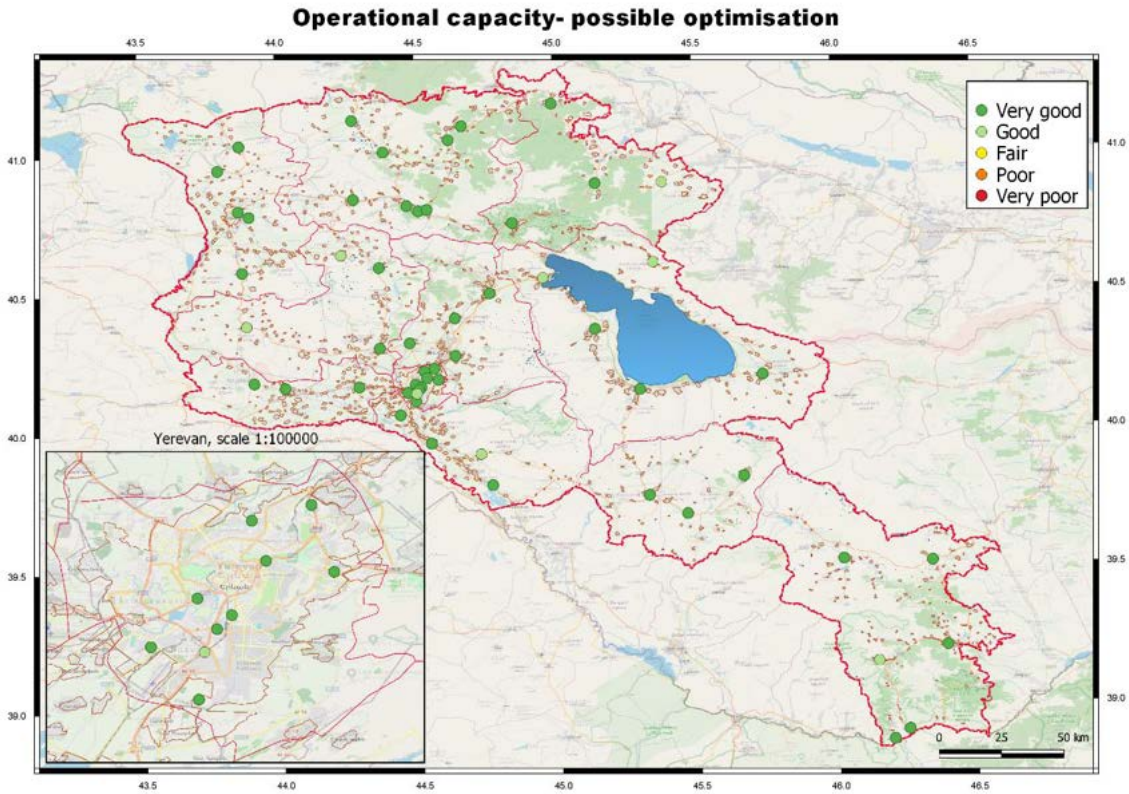 Operational capacity- possible optimisation
43.5 44.0 44.5 45.0 45.5 46.0 46.5
Very good
Good
Fair
Poor
Very poor
41.0 41.0
40.5 40.5
40.0 40.0
Yerevan, scale 1:100000
39.5 39.5
39.0 39.0
0 25 50 km
43.5 44.0 44.5 45.0 45.5 46.0 46.5